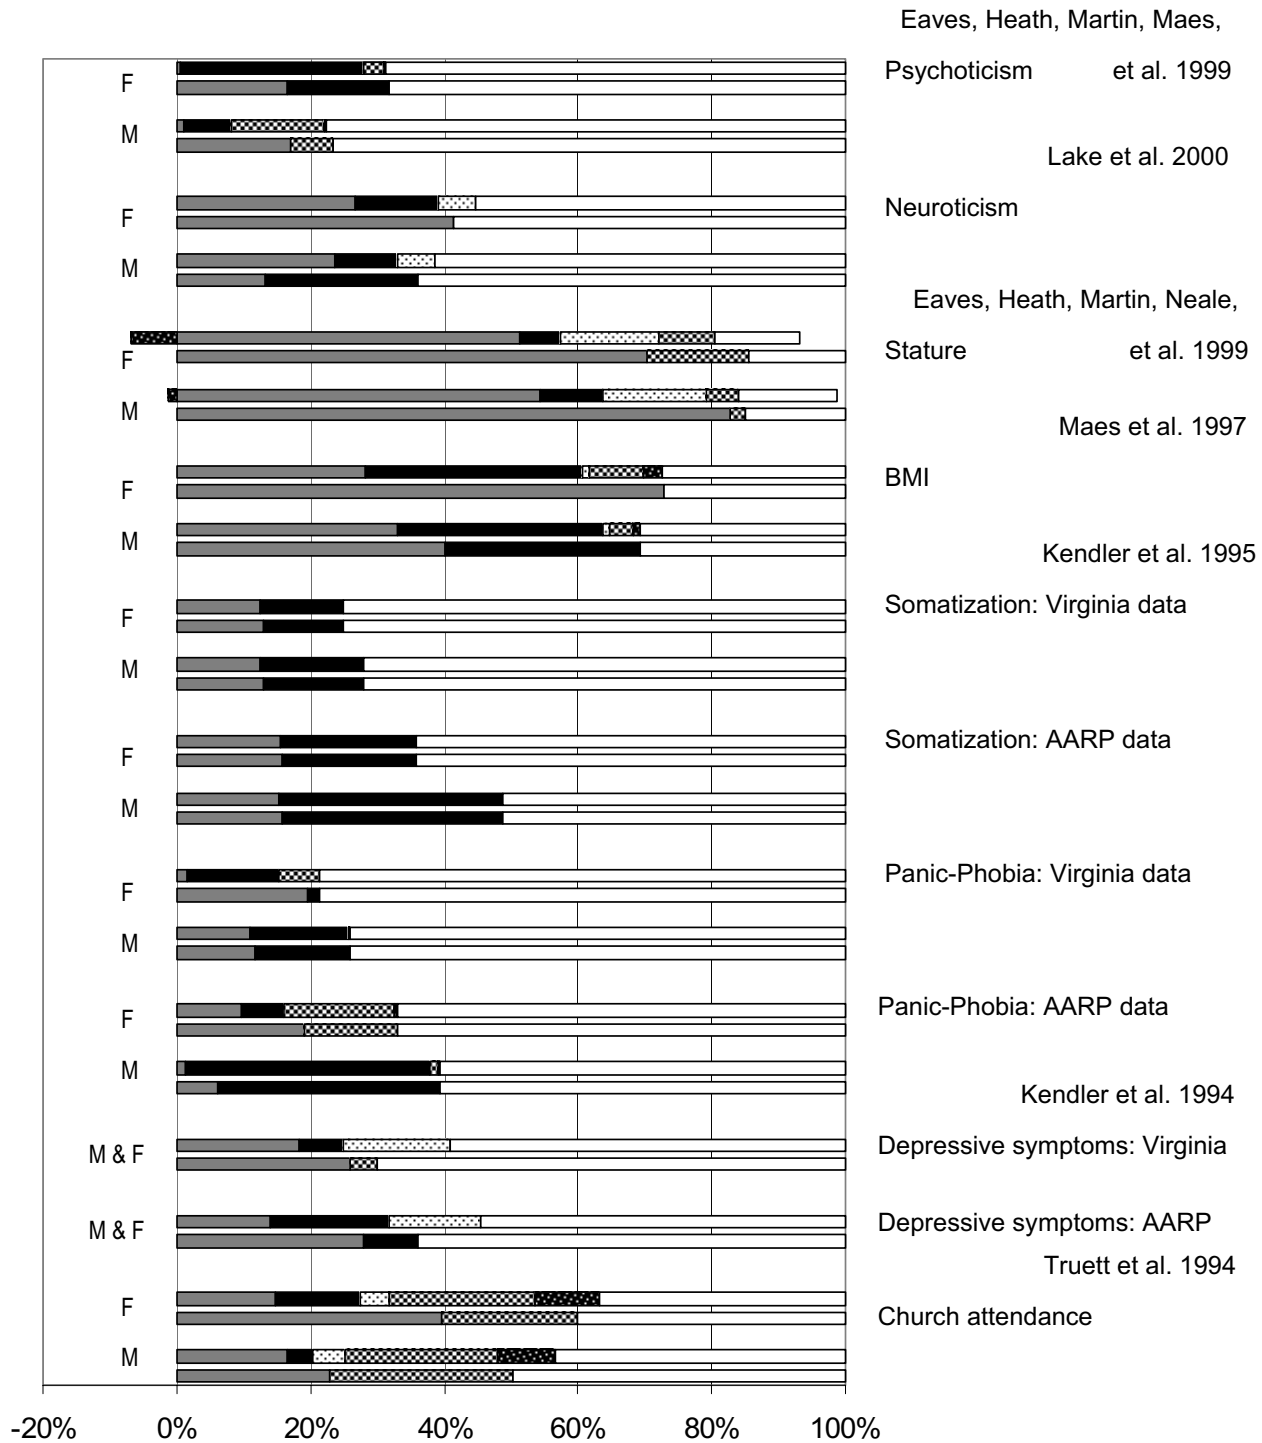 Eaves, Heath, Martin, Maes,
F Psychoticism et al. 1999
M
Lake et al. 2000
F Neuroticism
M
Eaves, Heath, Martin, Neale,
F Stature et al. 1999
M
Maes et al. 1997
F BMI
M
Kendler et al. 1995
F Somatization: Virginia data
M
F Somatization: AARP data
M
F Panic-Phobia: Virginia data
M
F Panic-Phobia: AARP data
M
Kendler et al. 1994
M & F Depressive symptoms: Virginia
M & F Depressive symptoms: AARP
Truett et al. 1994
F Church attendance
M
-20% 0% 20% 40% 60% 80% 100%